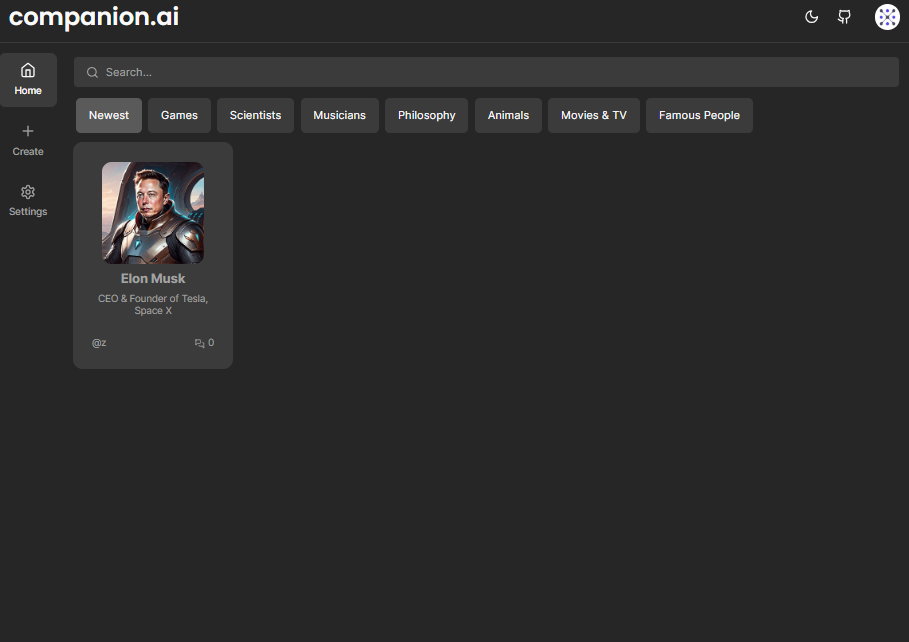 companion.ai
Home
Create
Settings
Search...
Newest
Games
Scientists
Musicians
Philosophy
Animals
Movies & TV
Famous People
Elon Musk
CEO & Founder of Tesla,
Space X
@z
0